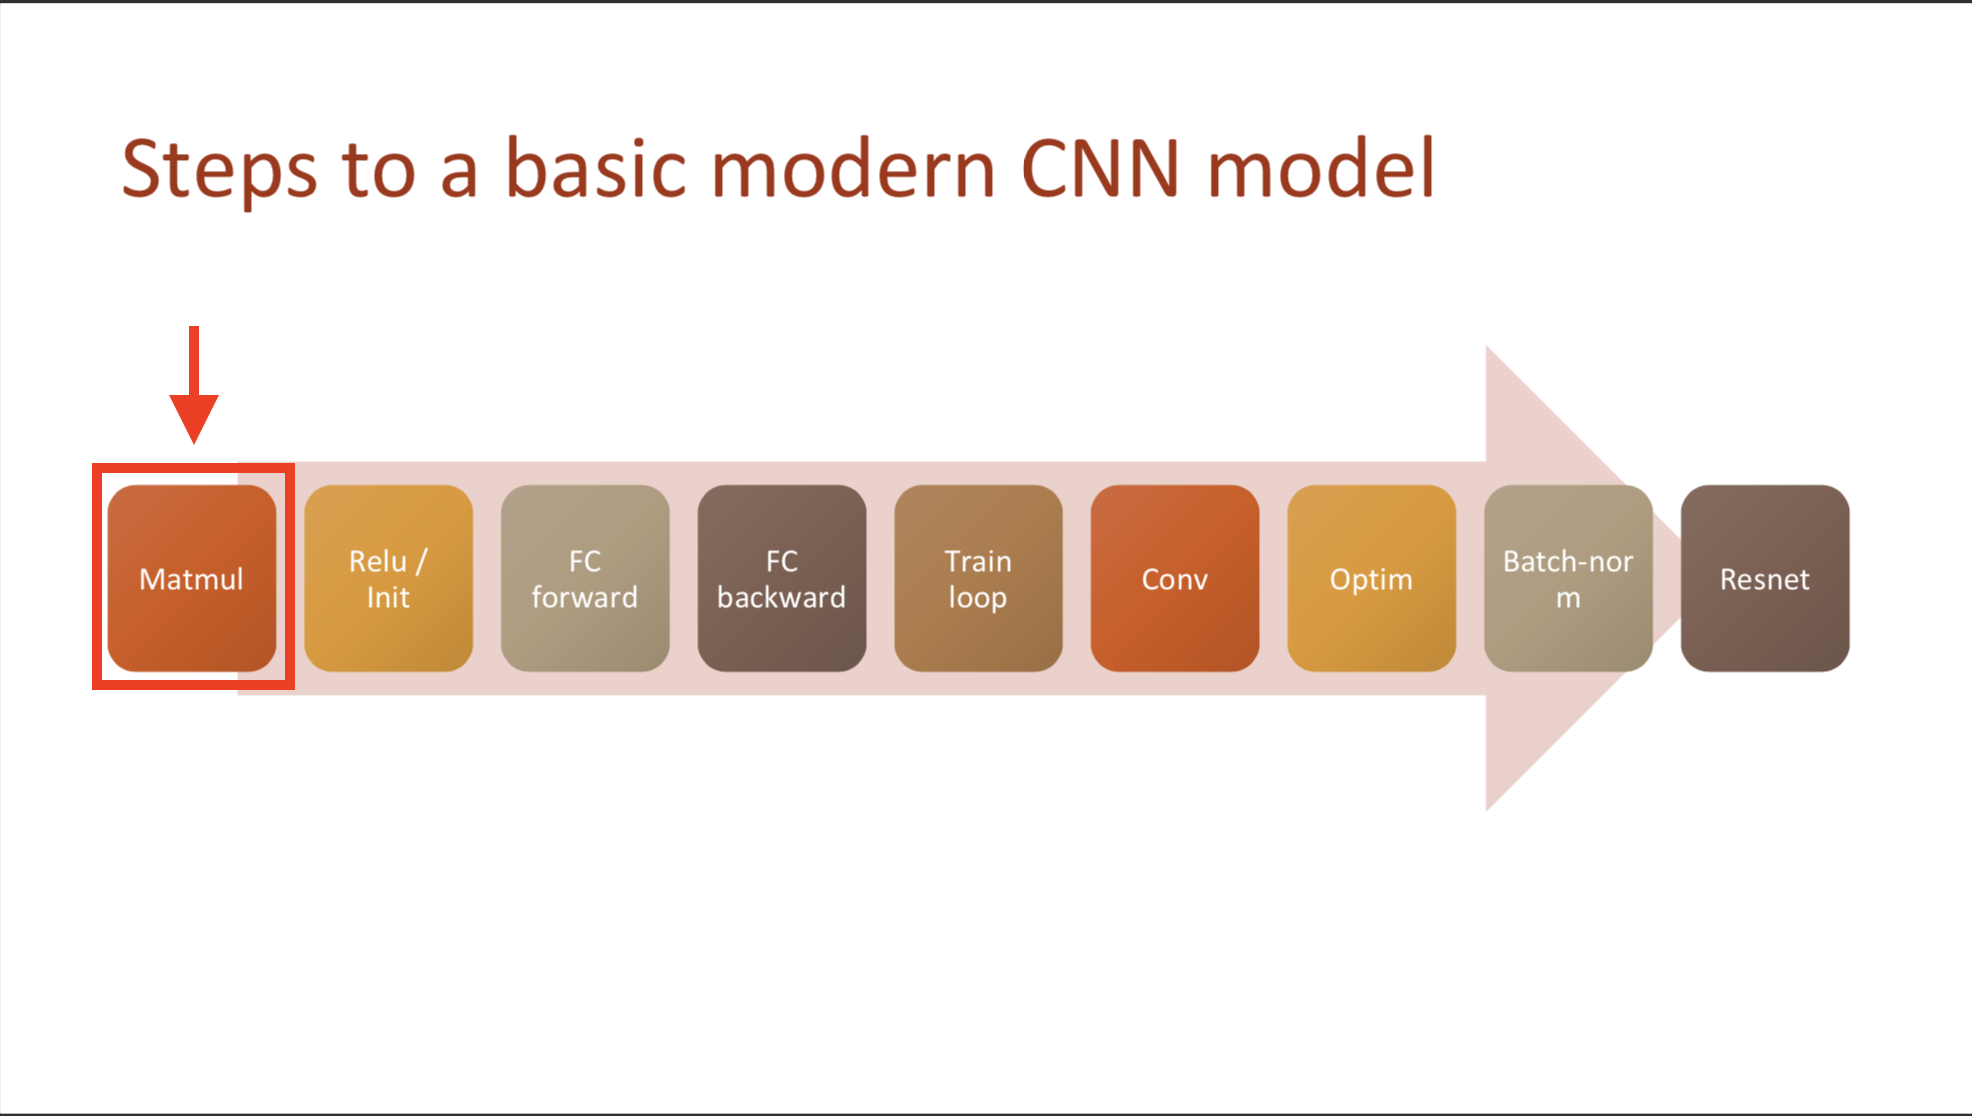 Steps to a basic modern CNN model
Matmul
Relu /
Init
FC
forward
FC
backward
Train
loop
Conv
Optim
Batch-nor
m
Resnet